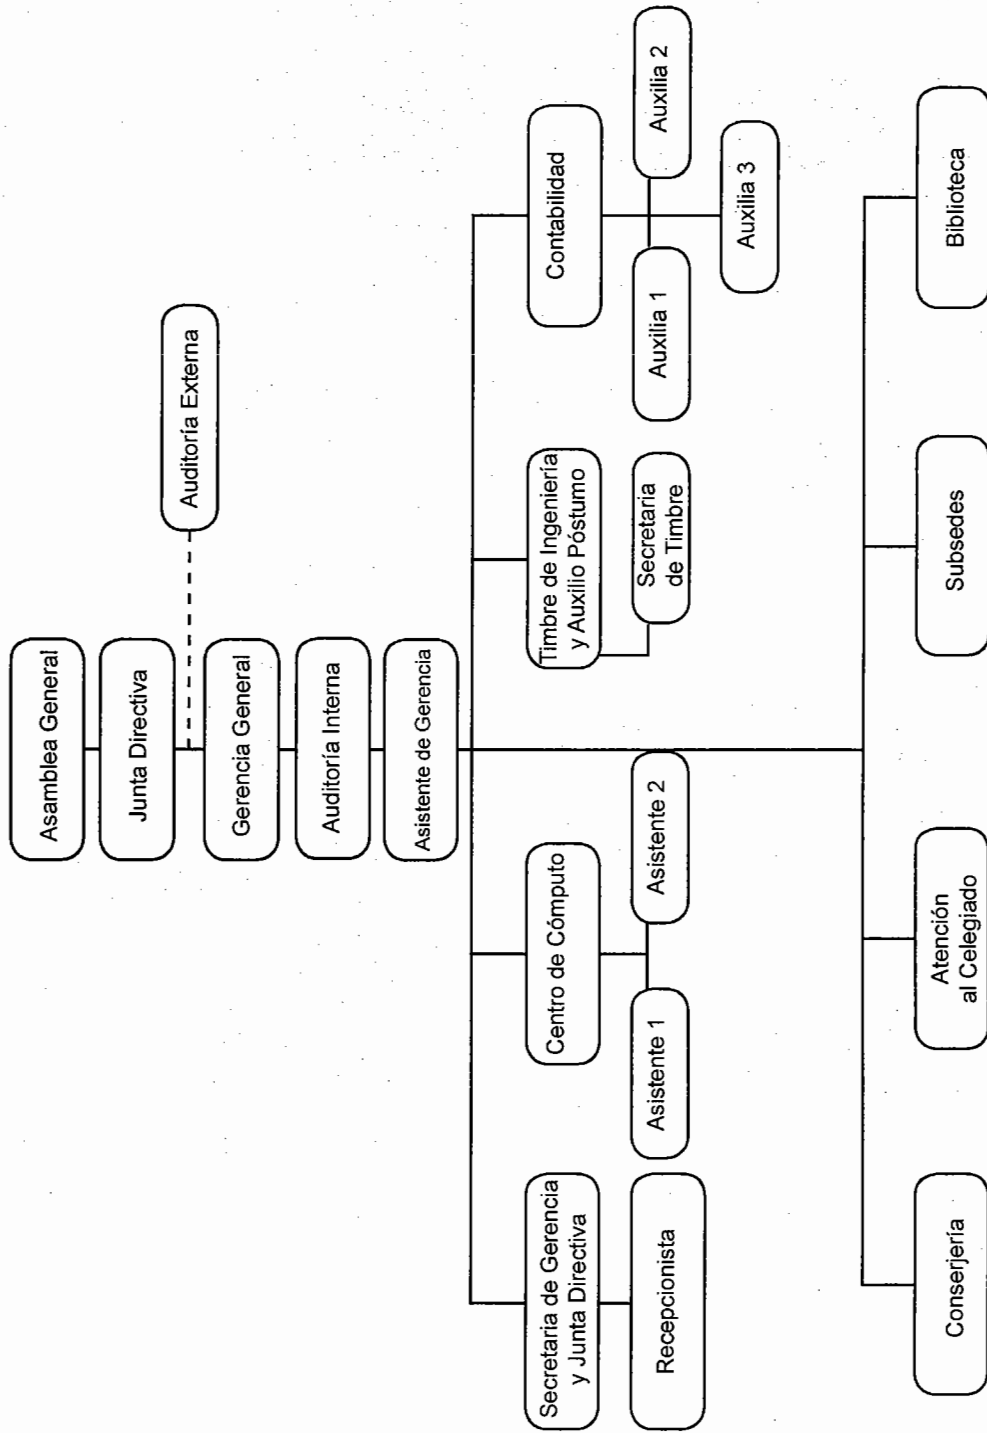 Asamblea General
Junta Directiva
Auditoría Externa
Gerencia General
Auditoría Interna
Asistente de Gerencia
Secretaria de Gerencia
y Junta Directiva
Centro de Cómputo
Timbre de Ingeniería
y Auxilio Póstumo
Contabilidad
Recepcionista
Asistente 1
Asistente 2
Secretaria
de Timbre
Auxilia 1
Auxilia 2
Auxilia 3
Conserjería
Atención
al Celegiado
Subsedes
Biblioteca